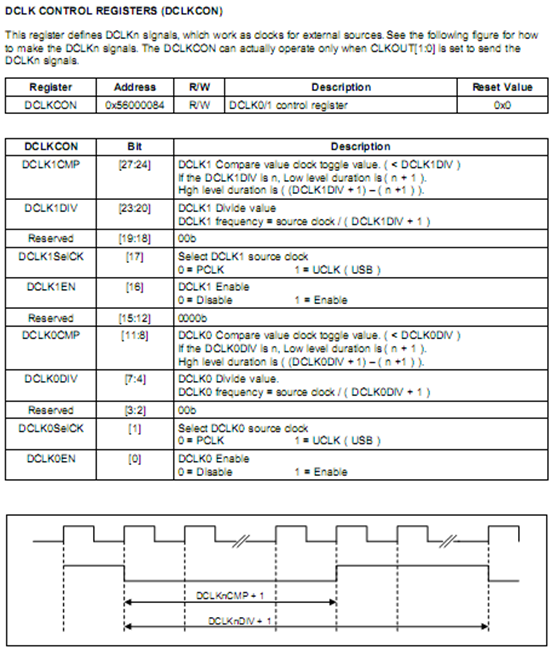 DCLK CONTROL REGISTERS (DCLKCON)
This register defines DCLKn signals, which work as clocks for external sources. See the following figure for how
to make the DCLKn signals. The DCLKCON can actually operate only when CLKOUT[1:0] is set to send the
DCLKn signals.
Register Address R/W Description Reset Value
DCLKCON 0x56000084 R/W DCLK0/1 control register 0x0
DCLKCON Bit Description
DCLK1CMP [27:24] DCLK1 Compare value clock toggle value. ( < DCLK1DIV )
If the DCLK1DIV is n, Low level duration is ( n + 1 ).
High level duration is ( (DCLK1DIV + 1) – ( n +1 ) ).
DCLK1DIV [23:20] DCLK1 Divide value
DCLK1 frequency = source clock / ( DCLK1DIV + 1 )
Reserved [19:18] 00b
DCLK1SelCK [17] Select DCLK1 source clock
0 = PCLK 1 = UCLK ( USB )
DCLK1EN [16] DCLK1 Enable
0 = Disable 1 = Enable
Reserved [15:12] 0000b
DCLK0CMP [11:8] DCLK0 Compare value clock toggle value. ( < DCLK0DIV )
If the DCLK0DIV is n, Low level duration is ( n + 1 ).
High level duration is ( (DCLK0DIV + 1) – ( n +1 ) ).
DCLK0DIV [7:4] DCLK0 Divide value.
DCLK0 frequency = source clock / ( DCLK0DIV + 1 )
Reserved [3:2] 00b
DCLK0SelCK [1] Select DCLK0 source clock
0 = PCLK 1 = UCLK ( USB )
DCLK0EN [0] DCLK0 Enable
0 = Disable 1 = Enable
DCLKnCMP + 1
DCLKnDIV + 1